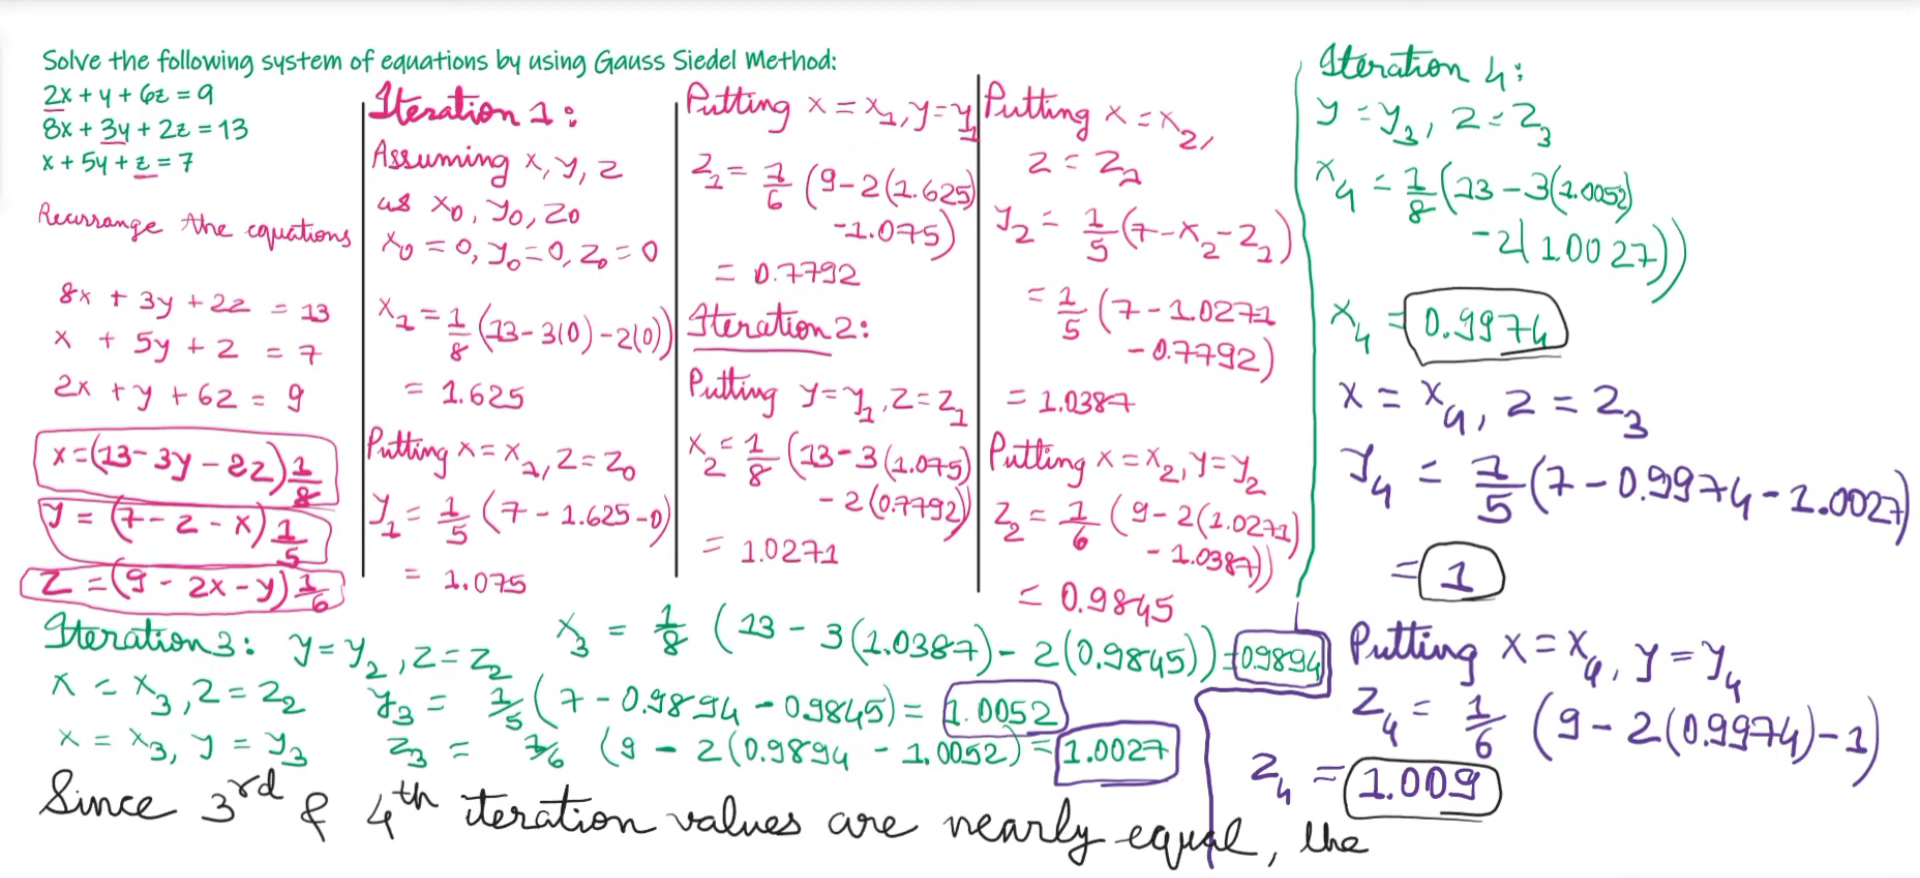 Solve the following system of equations by using Gauss Siedel Method:
2x + y + 6z = 9
8x + 3y + 2z = 13
x + 5y + z = 7
Rearrange the equations
8x + 3y + 2z = 13
x + 5y + z = 7
2x + y + 6z = 9
x = (13 - 3y - 2z) 1/8
y = (7 - z - x) 1/5
z = (9 - 2x - y) 1/6
Iteration 1:
Assuming x, y, z
as x₀, y₀, z₀
x₀ = 0, y₀ = 0, z₀ = 0
x₁ = 1/8 (13 - 3(0) - 2(0))
= 1.625
Putting x = x₁, z = z₀
y₁ = 1/5 (7 - 1.625 - 0)
= 1.075
Putting x = x₁, y = y₁
z₁ = 1/6 (9 - 2(1.625)
- 1.075)
= 0.7792
Iteration 2:
Putting y = y₁, z = z₁
x₂ = 1/8 (13 - 3(1.075)
- 2(0.7792))
= 1.0271
Putting x = x₂,
z = z₁
y₂ = 1/5 (7 - x₂ - z₁)
= 1/5 (7 - 1.0271
- 0.7792)
= 1.0387
Putting x = x₂, y = y₂
z₂ = 1/6 (9 - 2(1.0271)
- 1.0387))
= 0.9845
Iteration 3: y = y₂, z = z₂
x₃ = 1/8 (13 - 3(1.0387) - 2(0.9845)) = 0.9894
x = x₃, z = z₂ y₃ = 1/5 (7 - 0.9894 - 0.9845) = 1.0052
x = x₃, y = y₃ z₃ = 1/6 (9 - 2(0.9894 - 1.0052) = 1.0027
Iteration 4:
y = y₃, z = z₃
x₄ = 1/8 (13 - 3(1.0052)
- 2(1.0027))
x₄ = 0.9974
x = x₄, z = z₃
y₄ = 1/5 (7 - 0.9974 - 1.0027)
= 1
Putting x = x₄, y = y₄
z₄ = 1/6 (9 - 2(0.9974) - 1)
z₄ = 1.009
Since 3rd & 4th iteration values are nearly equal, the